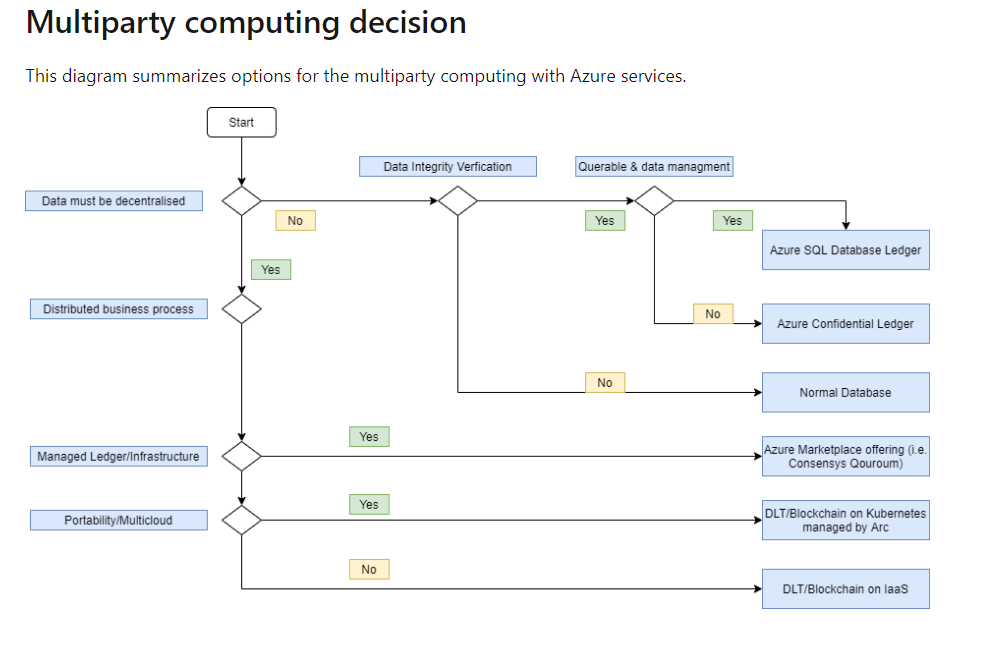 Multiparty computing decision
This diagram summarizes options for the multiparty computing with Azure services.
Start
Data Integrity Verfication
Querable & data managment
Data must be decentralised
No
Yes
Yes
Azure SQL Database Ledger
Yes
Distributed business process
No
Azure Confidential Ledger
No
Normal Database
Yes
Managed Ledger/Infrastructure
Azure Marketplace offering (i.e.
Consensys Qouroum)
Yes
Portability/Multicloud
DLT/Blockchain on Kubernetes
managed by Arc
No
DLT/Blockchain on IaaS